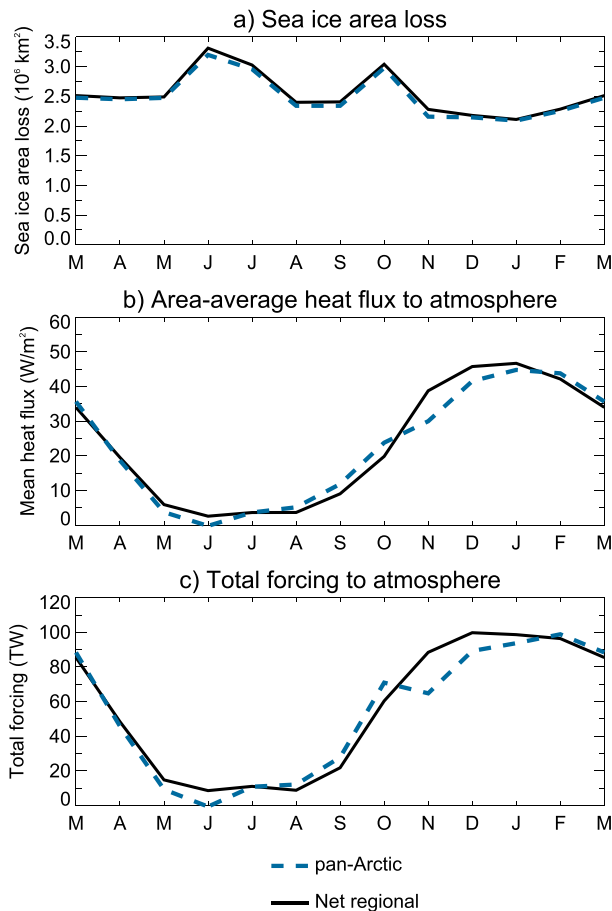 a) Sea ice area loss
Sea ice area loss (10⁶ km²)
3.5
3.0
2.5
2.0
1.5
1.0
0.5
0.0
M A M J J A S O N D J F M
b) Area-average heat flux to atmosphere
Mean heat flux (W/m²)
60
50
40
30
20
10
0
M A M J J A S O N D J F M
c) Total forcing to atmosphere
Total forcing (TW)
120
100
80
60
40
20
0
M A M J J A S O N D J F M
pan-Arctic
Net regional